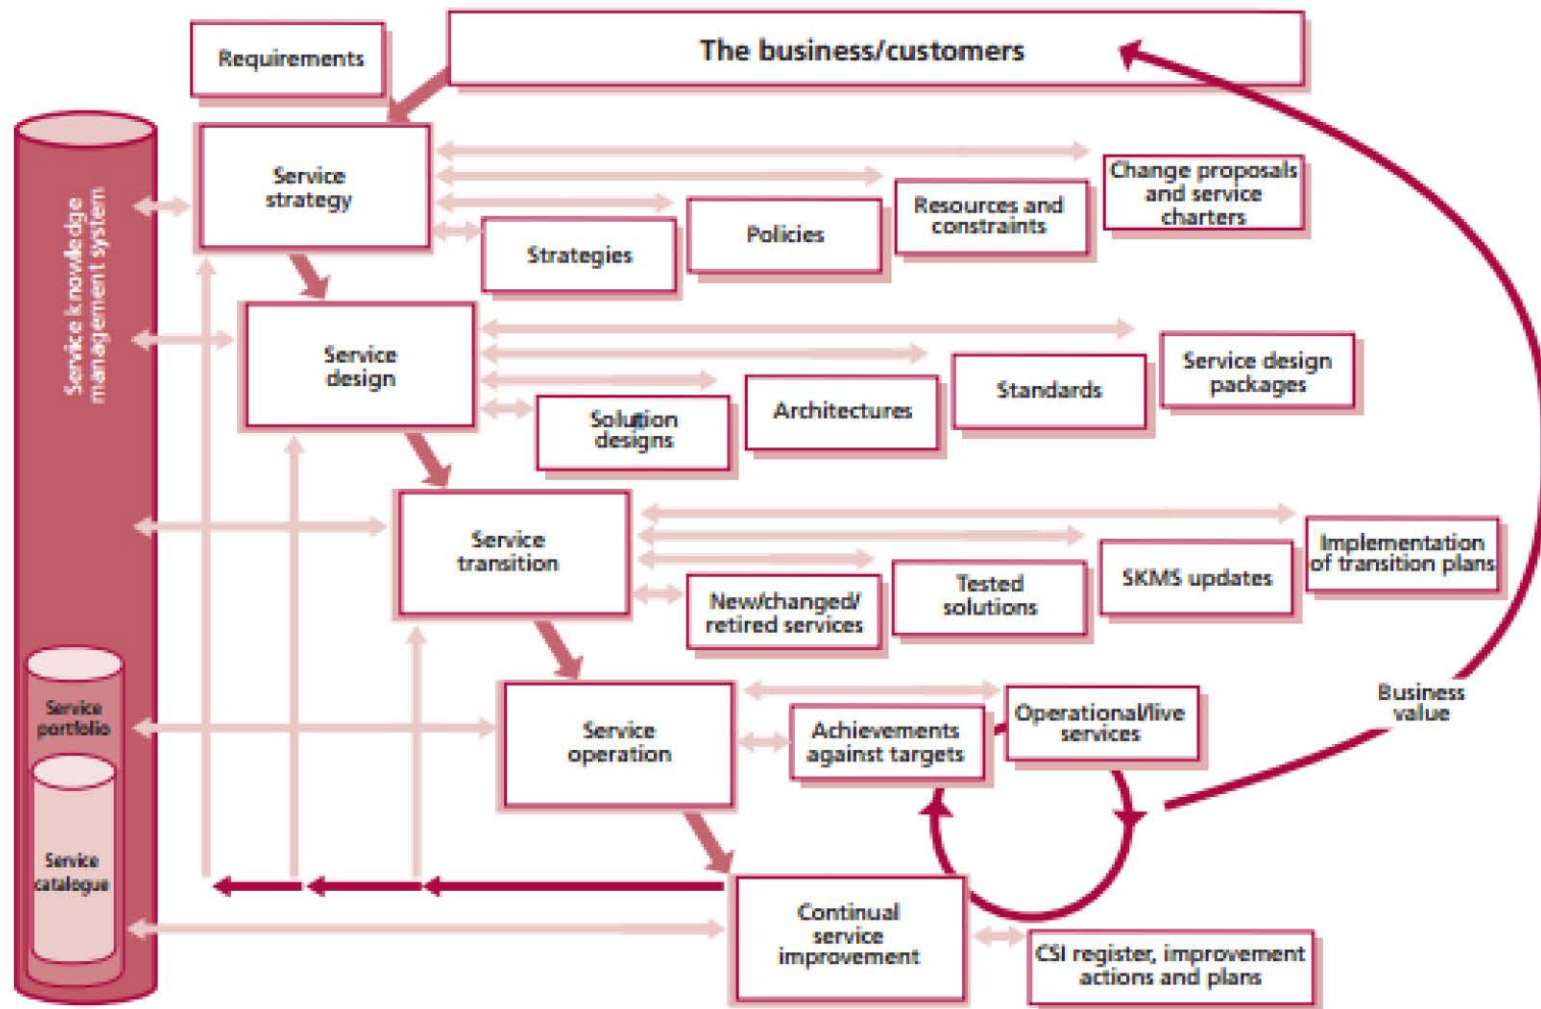 Requirements
The business/customers
Service knowledge
management system
Service
strategy
Strategies
Policies
Resources and
constraints
Change proposals
and service
charters
Service
design
Solution
designs
Architectures
Standards
Service design
packages
Service
transition
New/changed/
retired services
Tested
solutions
SKMS updates
Implementation
of transition plans
Service
portfolio
Service
operation
Achievements
against targets
Operational/live
services
Business
value
Service
catalogue
Continual
service
improvement
CSI register, improvement
actions and plans